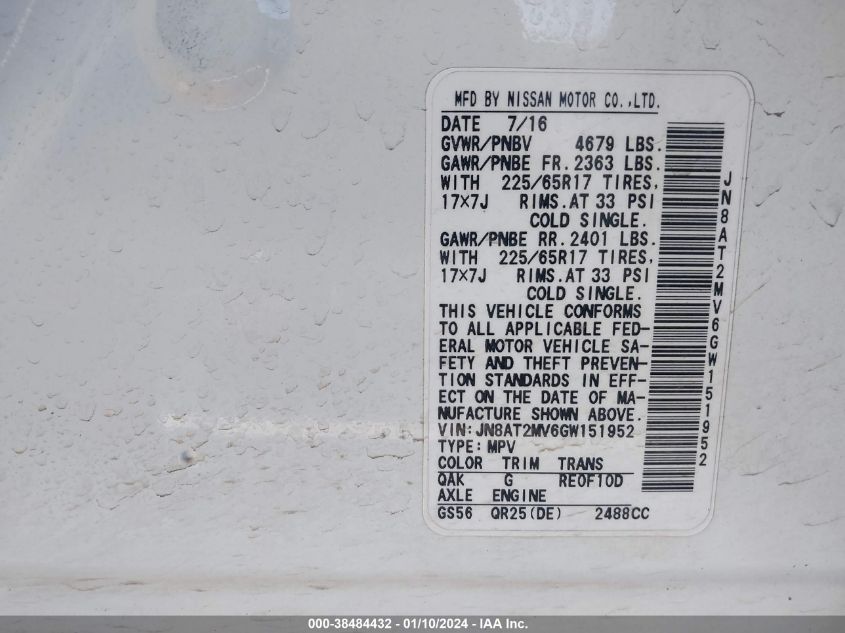 MFD BY NISSAN MOTOR CO.,LTD.
DATE 7/16
GVWR/PNBV 4679 LBS.
GAWR/PNBE FR. 2363 LBS.
WITH 225/65R17 TIRES,
17×7J RIMS.AT 33 PSI
COLD SINGLE.
GAWR/PNBE RR. 2401 LBS.
WITH 225/65R17 TIRES,
17×7J RIMS.AT 33 PSI
COLD SINGLE.
THIS VEHICLE CONFORMS
TO ALL APPLICABLE FED-
ERAL MOTOR VEHICLE SA-
FETY AND THEFT PREVEN-
TION STANDARDS IN EFF-
ECT ON THE DATE OF MA-
NUFACTURE SHOWN ABOVE.
VIN:JN8AT2MV6GW151952
TYPE:MPV
COLOR TRIM TRANS
QAK G RE0F10D
AXLE ENGINE
GS56 QR25(DE) 2488CC
JN8AT2MV6GW151952
000-38484432 - 01/10/2024 - IAA Inc.